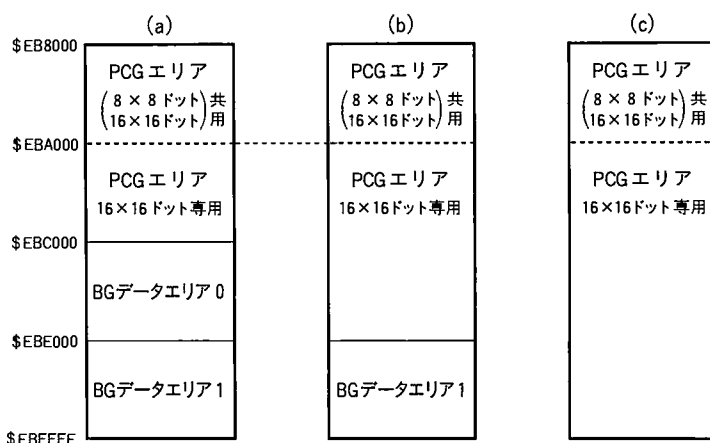 (a) (b) (c)
$EB8000
PCGエリア PCGエリア PCGエリア
(8×8ドット 16×16ドット)共用 (8×8ドット 16×16ドット)共用 (8×8ドット 16×16ドット)共用
$EBA000
PCGエリア PCGエリア PCGエリア
16×16ドット専用 16×16ドット専用 16×16ドット専用
$EBC000
BGデータエリア0
$EBE000
BGデータエリア1 BGデータエリア1
$EBFFFF